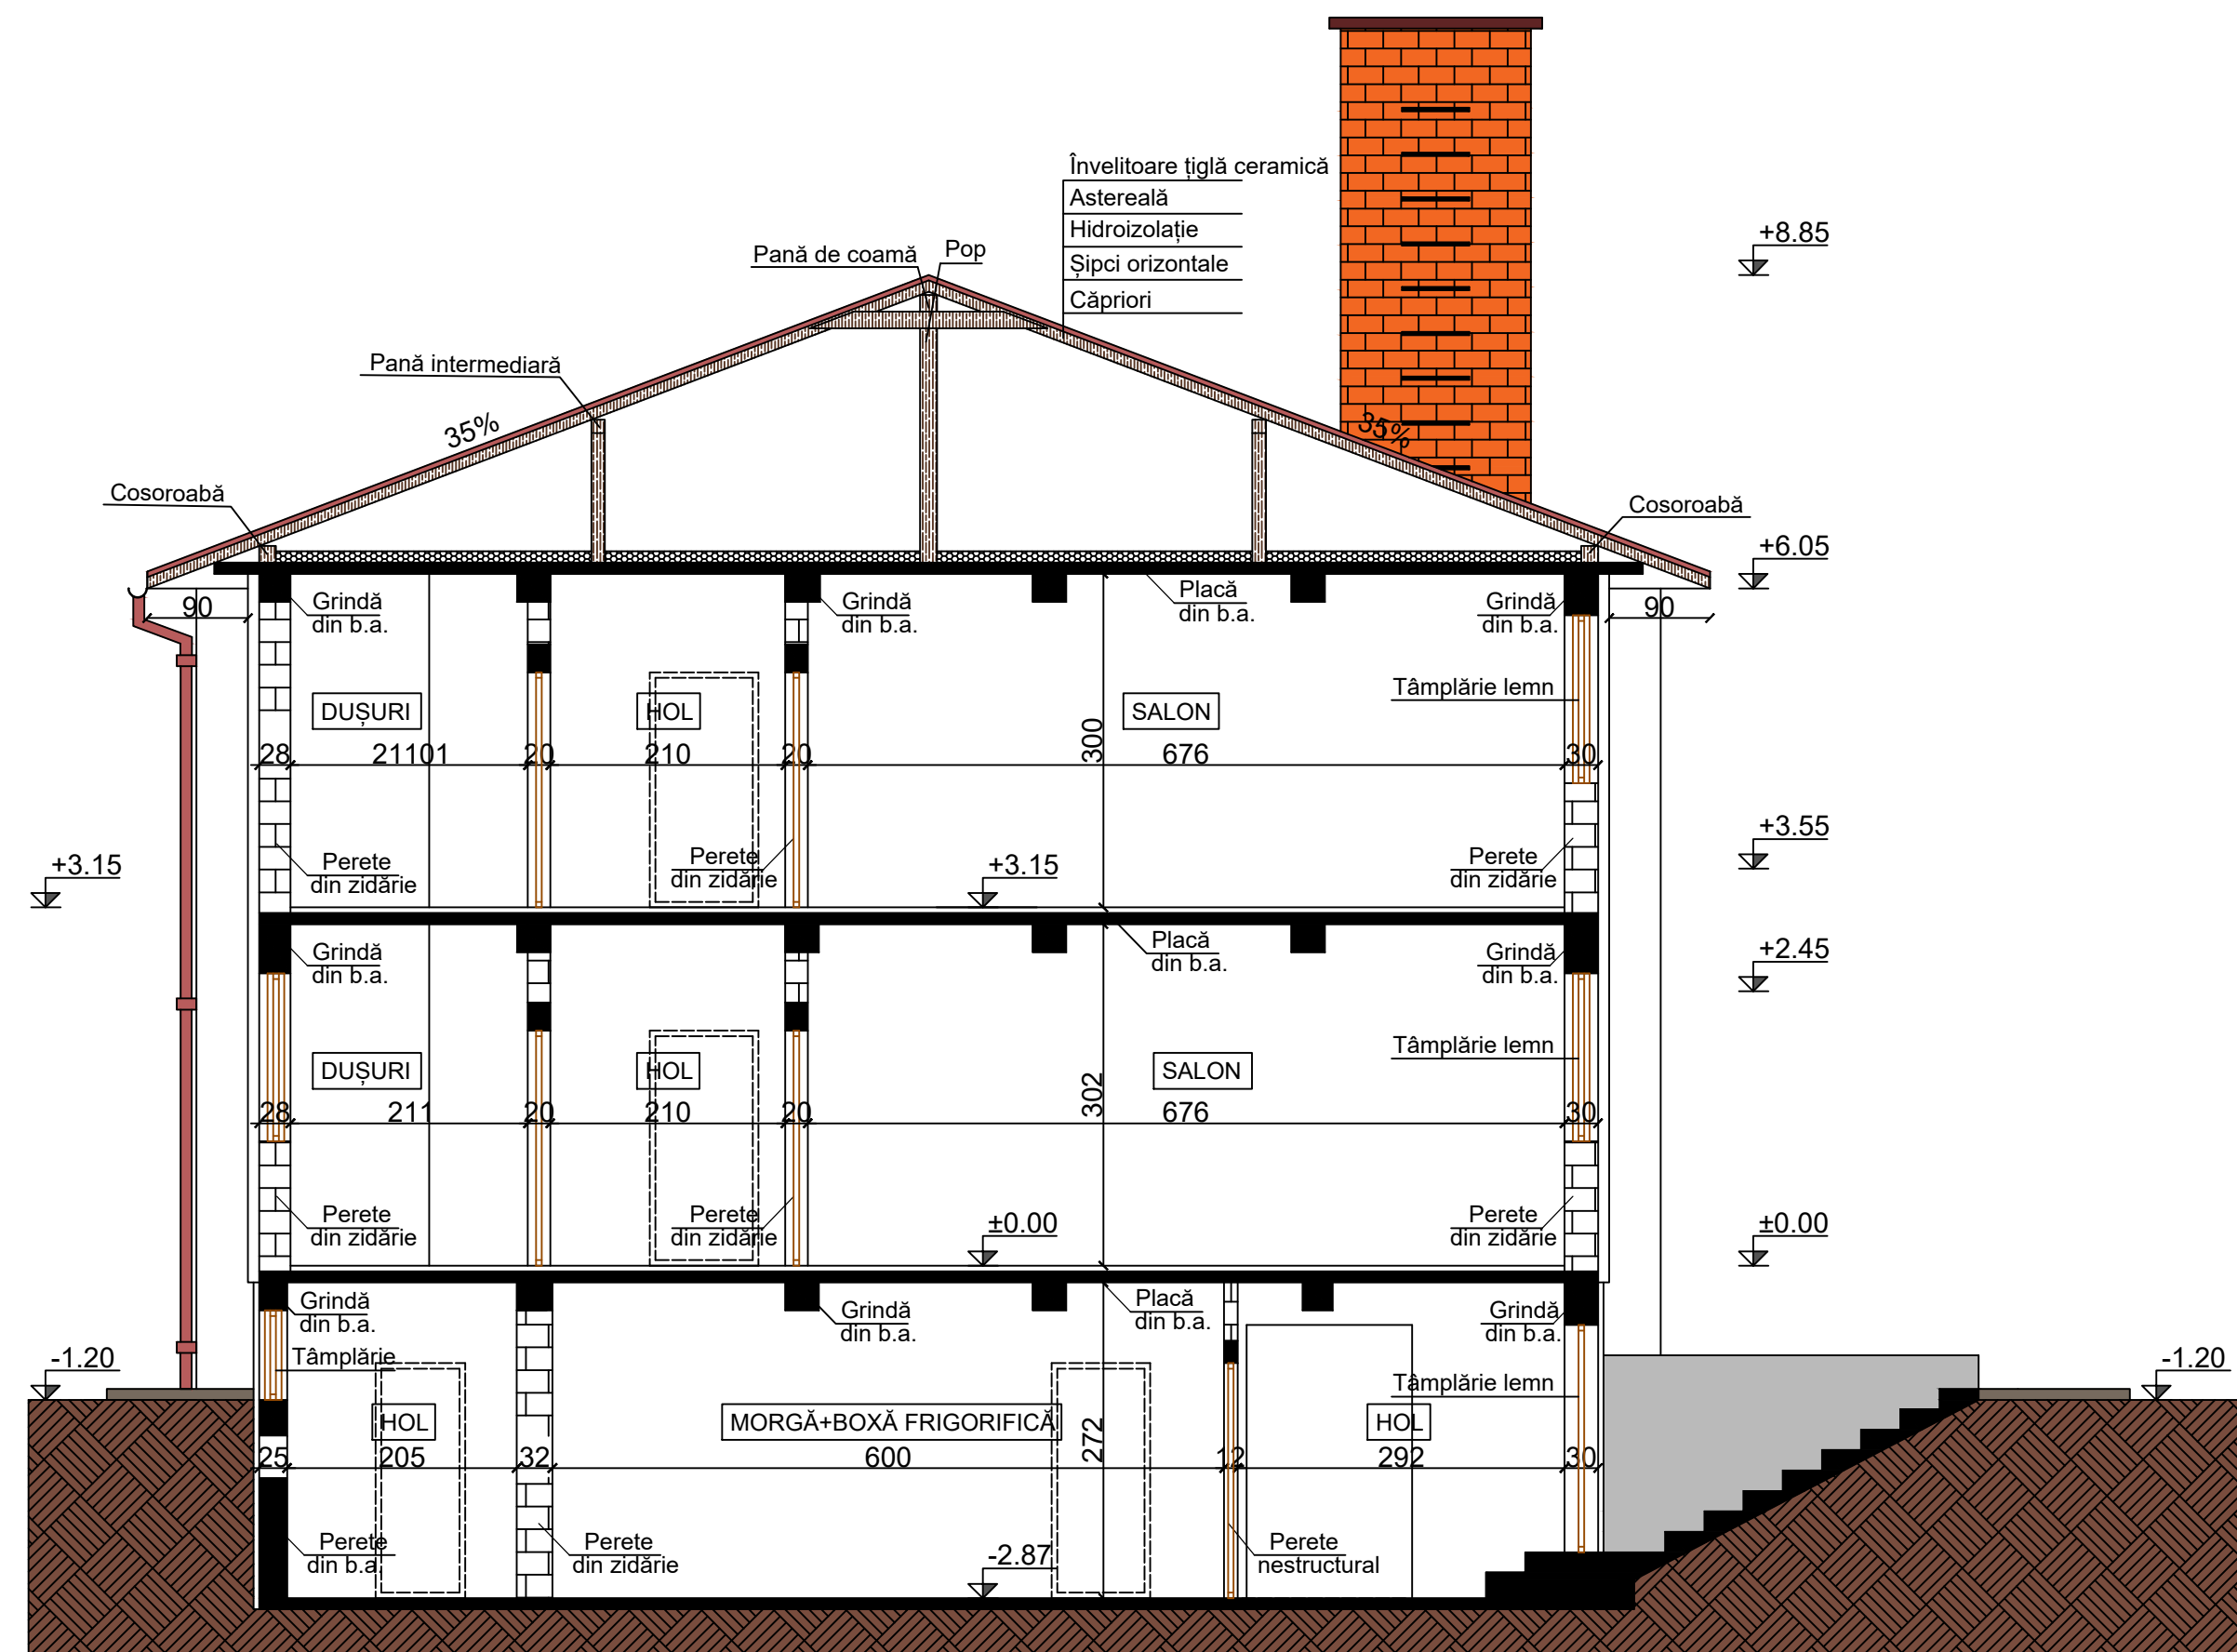 Învelitoare țiglă ceramică
Astereală
Hidroizolație
Șipci orizontale
Căpriori
+8.85
Pană de coamă
Pop
Pană intermediară
35%
35%
Cosoroabă
Cosoroabă
+6.05
90
Grindă
din b.a.
Grindă
din b.a.
Placă
din b.a.
Grindă
din b.a.
90
DUȘURI
HOL
SALON
Tâmplărie lemn
28
21101
20
210
20
300
676
30
+3.15
Perete
din zidărie
Perete
din zidărie
+3.15
Perete
din zidărie
+3.55
Grindă
din b.a.
Placă
din b.a.
Grindă
din b.a.
+2.45
DUȘURI
HOL
SALON
Tâmplărie lemn
28
211
20
210
20
302
676
30
Perete
din zidărie
Perete
din zidărie
±0.00
Perete
din zidărie
±0.00
Grindă
din b.a.
Grindă
din b.a.
Placă
din b.a.
Grindă
din b.a.
-1.20
Tâmplărie
Tâmplărie lemn
-1.20
HOL
MORGĂ+BOXĂ FRIGORIFICĂ
HOL
25
205
32
600
272
12
292
30
Perete
din b.a.
Perete
din zidărie
-2.87
Perete
nestructural